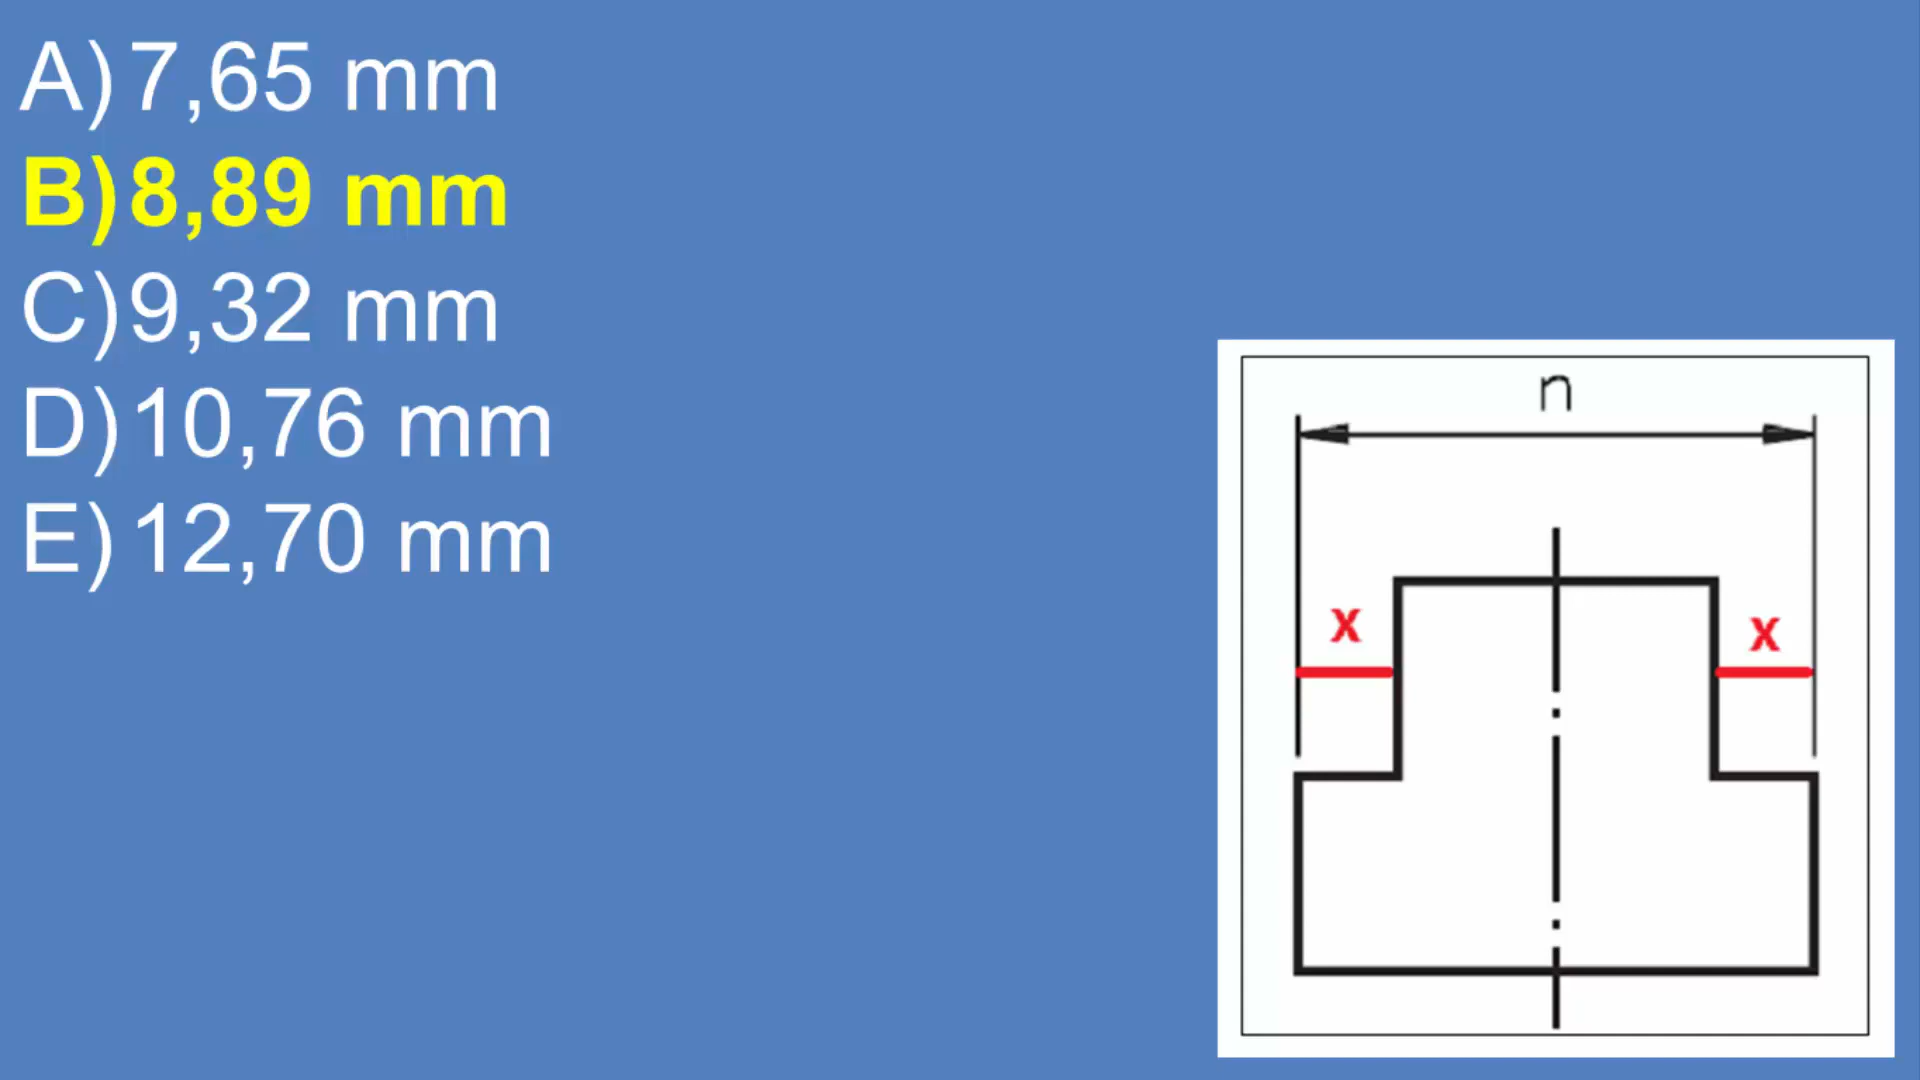 A) 7,65 mm
B) 8,89 mm
C) 9,32 mm
D) 10,76 mm
E) 12,70 mm
n
x
x